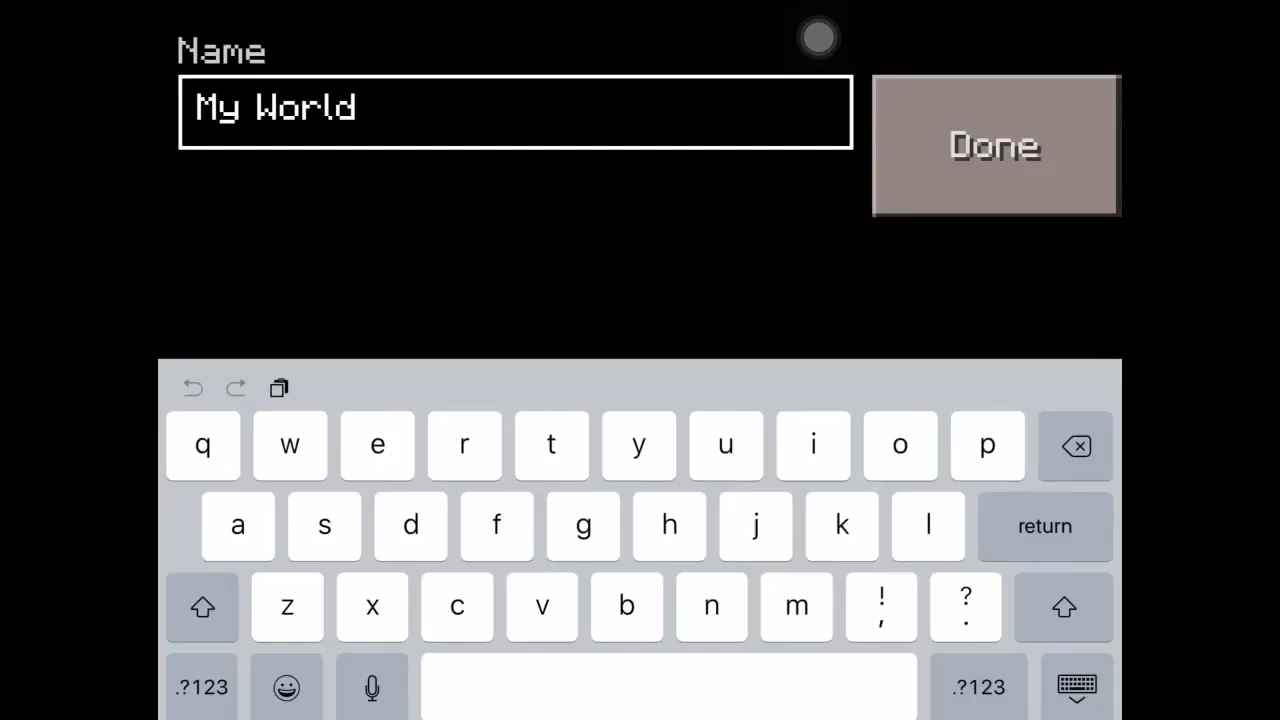 Name
My World
Done
q w e r t y u i o p
a s d f g h j k l return
z x c v b n m ! , ? .
.?123 .?123